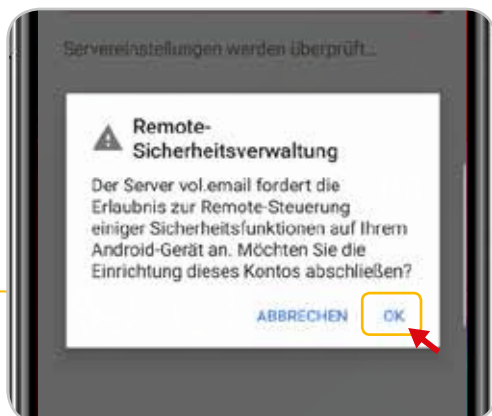 Servereinstellungen werden überprüft...
Remote-
Sicherheitsverwaltung
Der Server vol.email fordert die
Erlaubnis zur Remote-Steuerung
einiger Sicherheitsfunktionen auf Ihrem
Android-Gerät an. Möchten Sie die
Einrichtung dieses Kontos abschließen?
ABBRECHEN OK